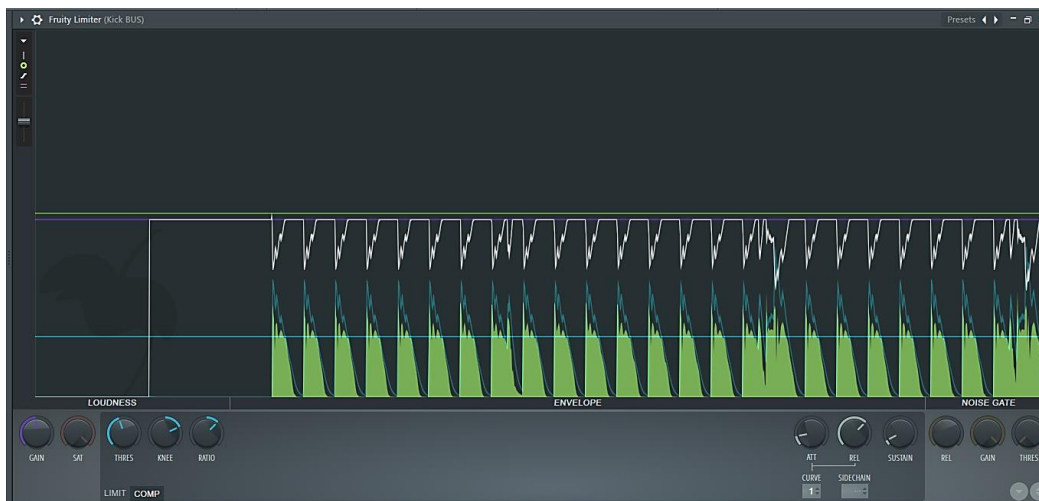 Fruity Limiter (Kick BUS)
Presets
LOUDNESS
ENVELOPE
NOISE GATE
GAIN
SAT
THRES
KNEE
RATIO
ATT
REL
SUSTAIN
REL
GAIN
THRES
CURVE
SIDECHAIN
1
LIMIT COMP